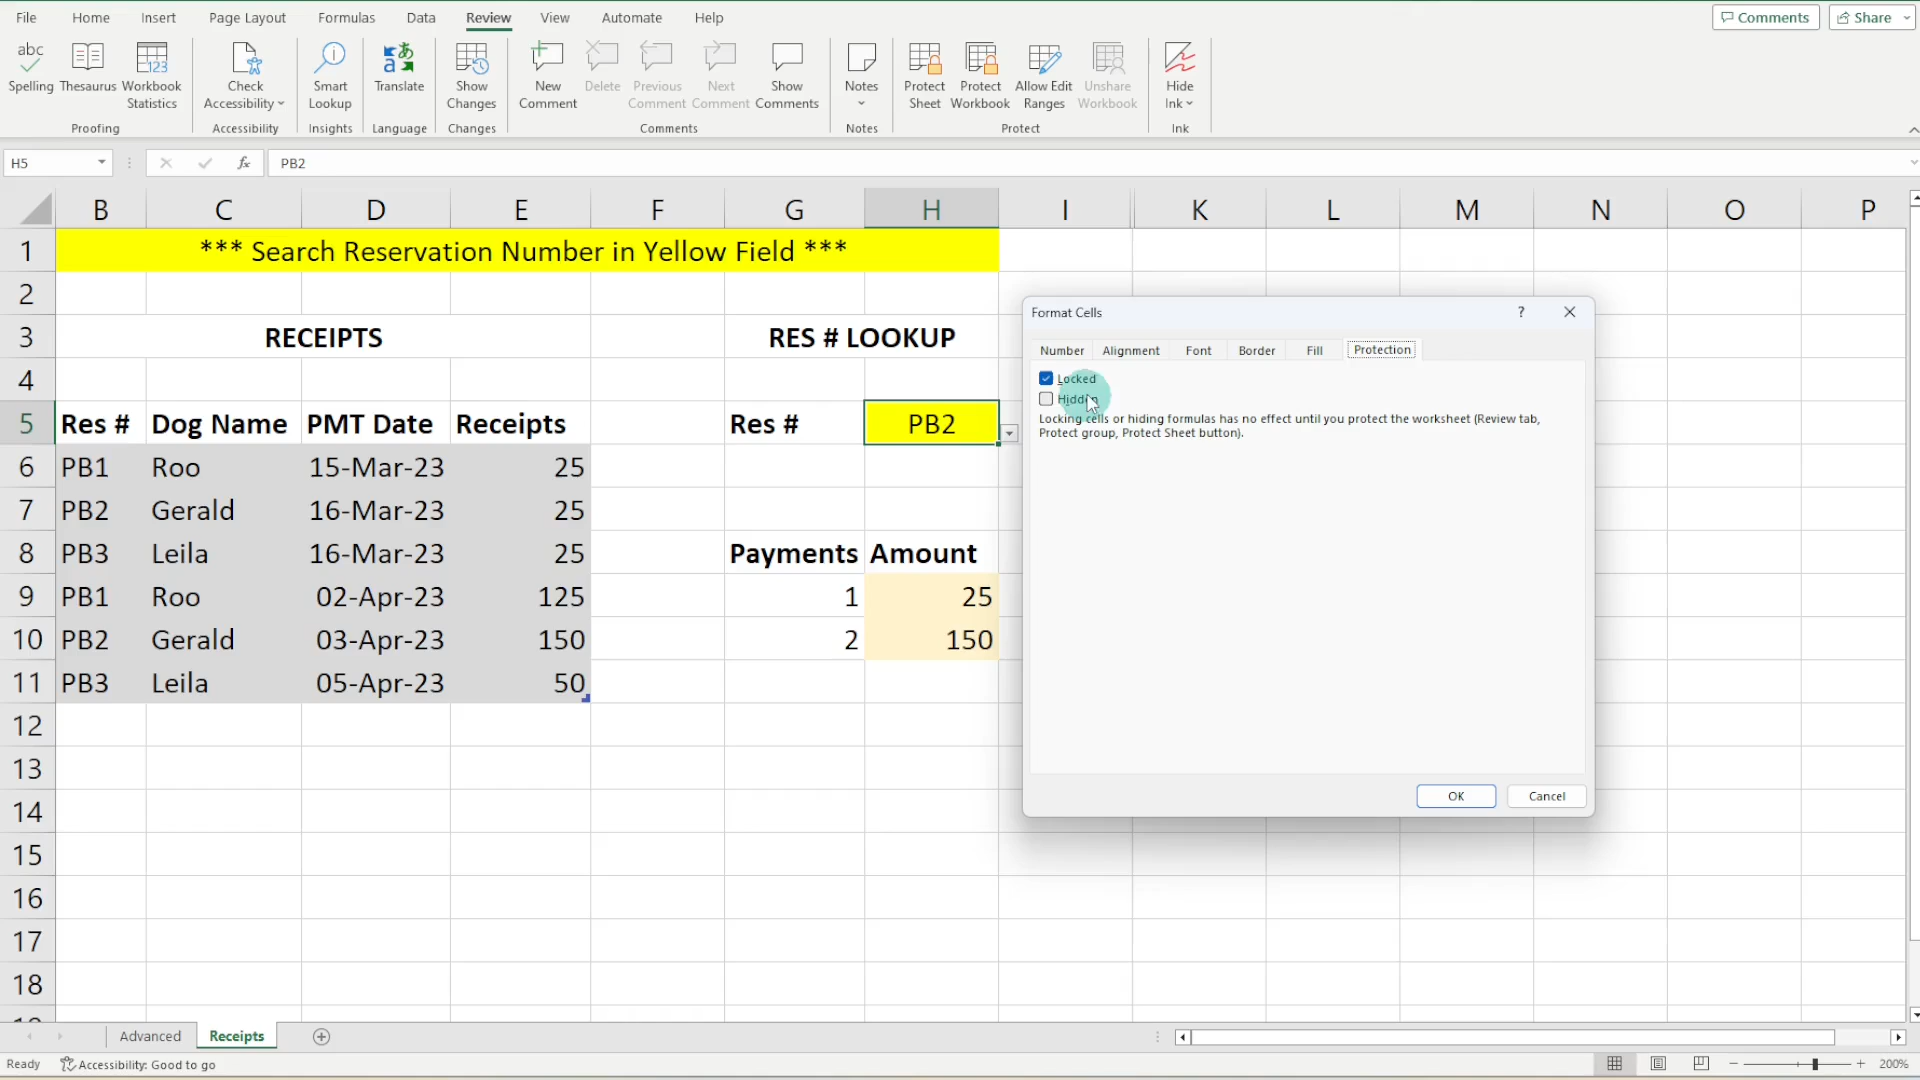 File Home Insert Page Layout Formulas Data Review View Automate Help Comments Share
abc 123 a
Spelling Thesaurus Workbook Statistics Check Accessibility Smart Lookup Translate Show Changes New Comment Delete Previous Comment Next Comment Show Comments Notes Protect Sheet Protect Workbook Allow Edit Ranges Unshare Workbook Hide Ink
Proofing Accessibility Insights Language Changes Comments Notes Protect Ink
H5 fx PB2
B C D E F G H I K L M N O P
1 *** Search Reservation Number in Yellow Field ***
2
3 RECEIPTS RES # LOOKUP
4
5 Res # Dog Name PMT Date Receipts Res # PB2
6 PB1 Roo 15-Mar-23 25
7 PB2 Gerald 16-Mar-23 25
8 PB3 Leila 16-Mar-23 25 Payments Amount
9 PB1 Roo 02-Apr-23 125 1 25
10 PB2 Gerald 03-Apr-23 150 2 150
11 PB3 Leila 05-Apr-23 50
12
13
14
15
16
17
18
Format Cells ?
Number Alignment Font Border Fill Protection
Locked
Hidden
Locking cells or hiding formulas has no effect until you protect the worksheet (Review tab,
Protect group, Protect Sheet button).
OK Cancel
Advanced Receipts
Ready Accessibility: Good to go 200%